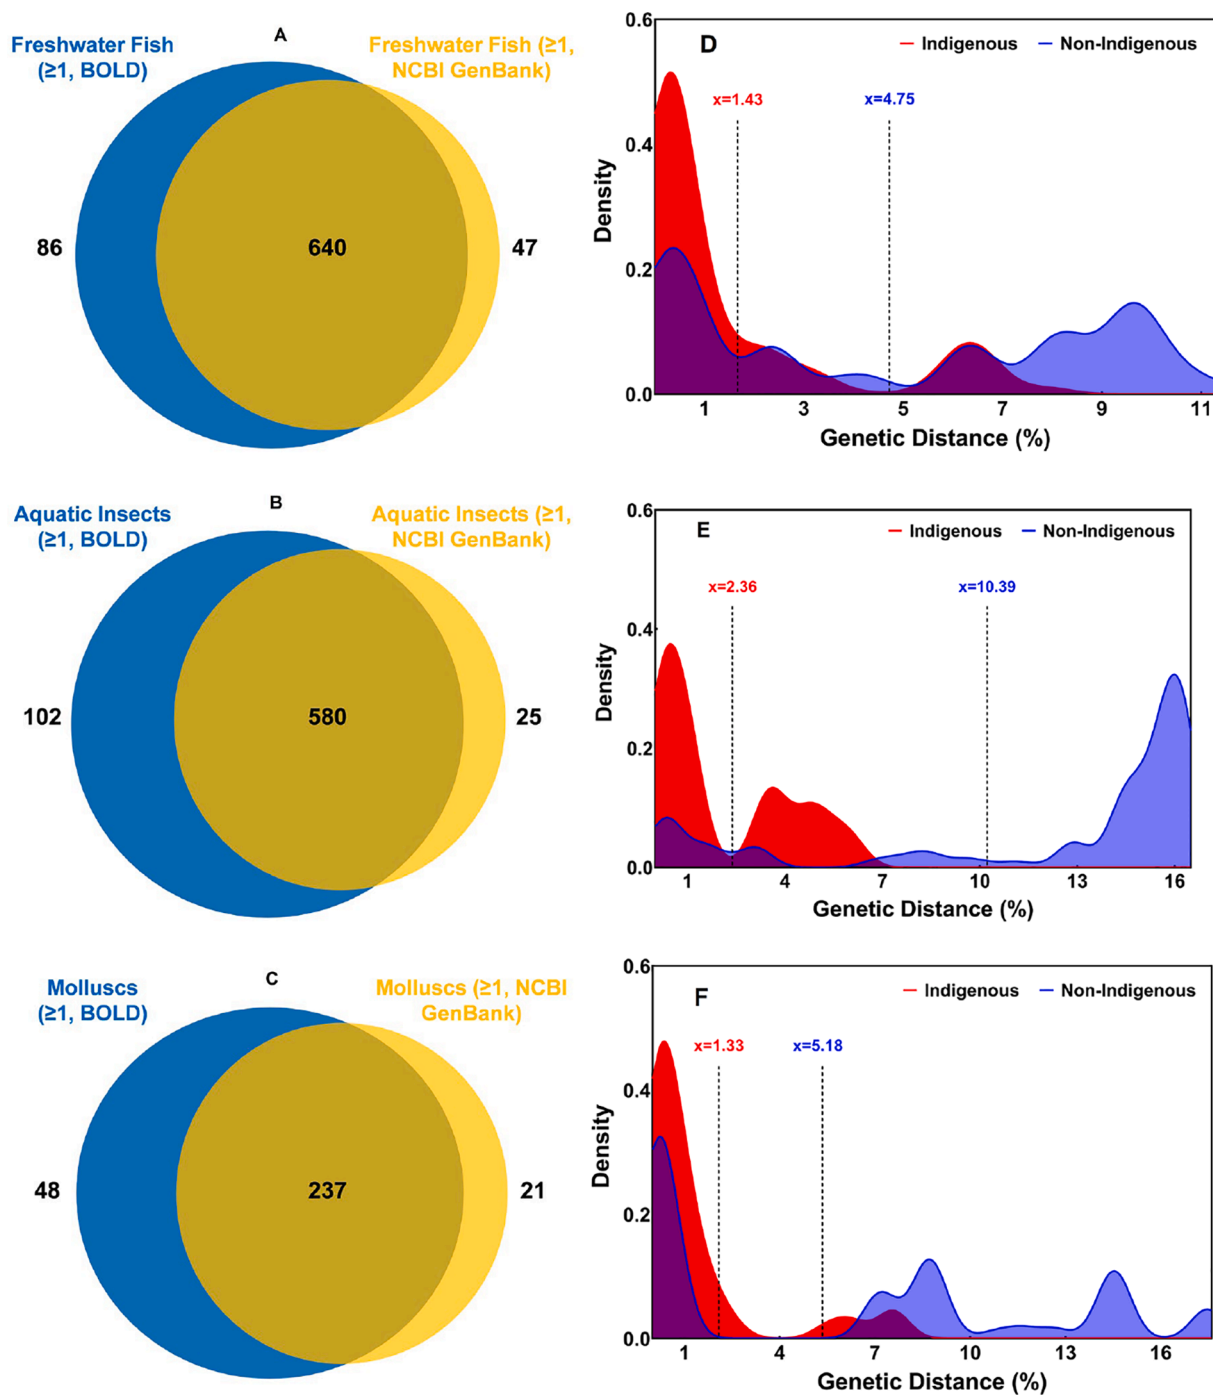 A
Freshwater Fish
(≥1, BOLD)
Freshwater Fish (≥1,
NCBI GenBank)
86
640
47
D
Indigenous
Non-Indigenous
x=1.43
x=4.75
0.6
0.4
0.2
0.0
Density
1 3 5 7 9 11
Genetic Distance (%)
B
Aquatic Insects
(≥1, BOLD)
Aquatic Insects (≥1,
NCBI GenBank)
102
580
25
E
Indigenous
Non-Indigenous
x=2.36
x=10.39
0.6
0.4
0.2
0.0
Density
1 4 7 10 13 16
Genetic Distance (%)
C
Molluscs
(≥1, BOLD)
Molluscs (≥1, NCBI
GenBank)
48
237
21
F
Indigenous
Non-Indigenous
x=1.33
x=5.18
0.6
0.4
0.2
0.0
Density
1 4 7 10 13 16
Genetic Distance (%)